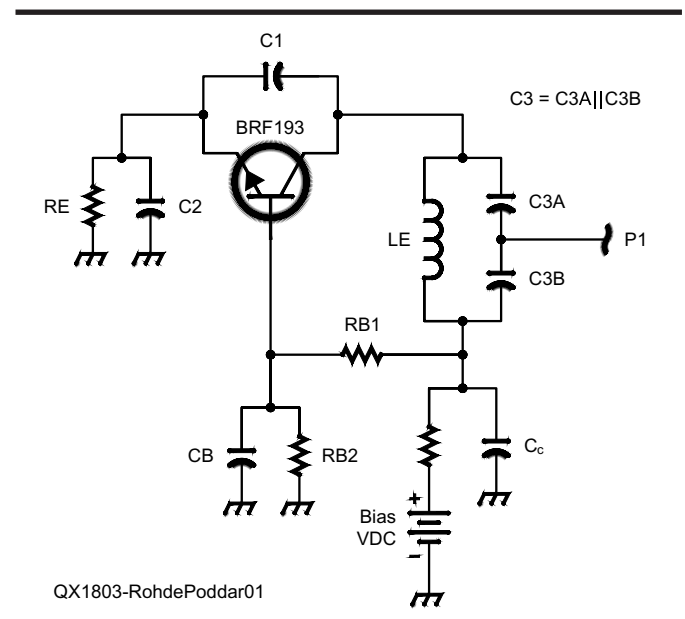 C1
C3 = C3A||C3B
BRF193
RE
C2
C3A
LE
P1
C3B
RB1
CB
RB2
Cc
+
Bias
VDC
–
QX1803-RohdePoddar01